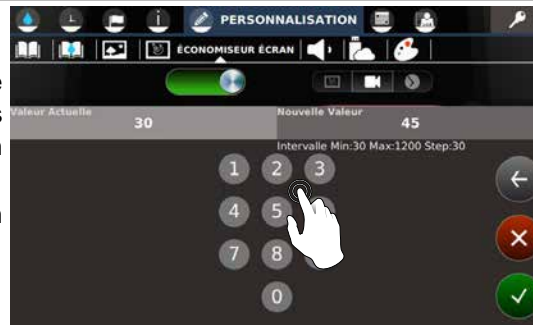 PERSONNALISATION
ÉCONOMISEUR ÉCRAN
Valeur Actuelle
30
Nouvelle Valeur
45
Intervalle Min:30 Max:1200 Step:30
1 2 3
4 5
7 8
0